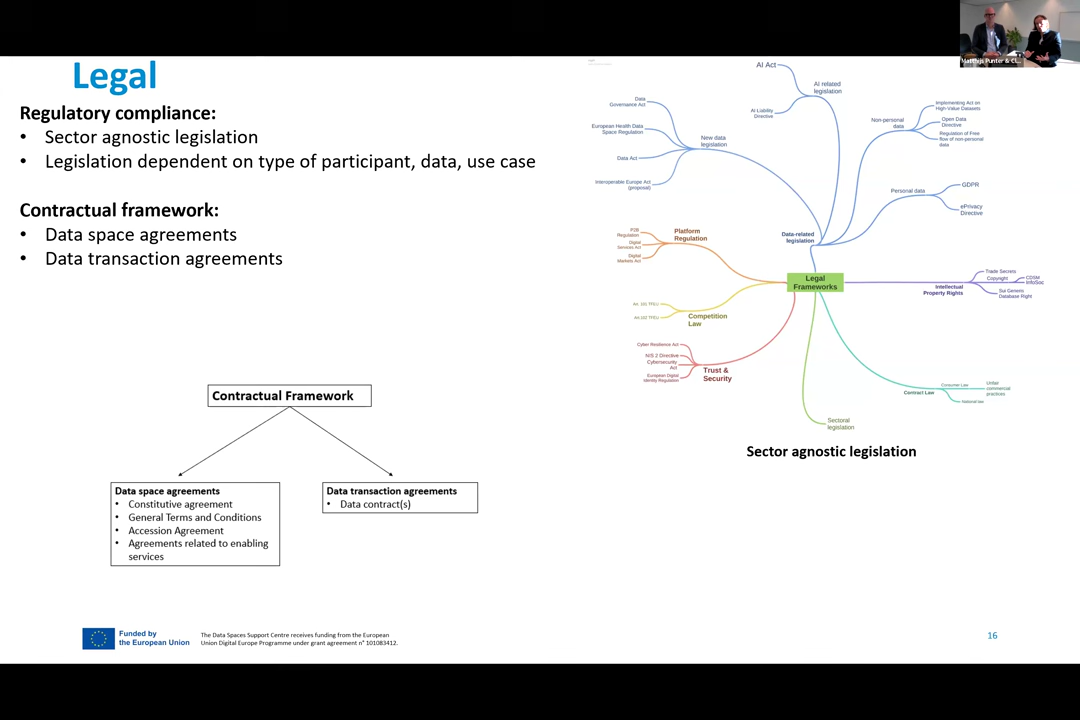 Matthijs Punter & Cl...
Legal
Regulatory compliance:
• Sector agnostic legislation
• Legislation dependent on type of participant, data, use case
Contractual framework:
• Data space agreements
• Data transaction agreements
Contractual Framework
Data space agreements
• Constitutive agreement
• General Terms and Conditions
• Accession Agreement
• Agreements related to enabling
services
Data transaction agreements
• Data contract(s)
AI Act
AI related
legislation
AI Liability
Directive
Data
Governance Act
European Health Data
Space Regulation
New data
legislation
Data Act
Interoperable Europe Act
(proposal)
Non-personal
data
Implementing Act on
High-Value Datasets
Open Data
Directive
Regulation of Free
flow of non-personal
data
Personal data
GDPR
ePrivacy
Directive
Data-related
legislation
P2B
Regulation
Digital
Services Act
Digital
Markets Act
Platform
Regulation
Legal
Frameworks
Intellectual
Property Rights
Trade Secrets
Copyright
CDSM
InfoSoc
Sui Generis
Database Right
Art. 101 TFEU
Art.102 TFEU
Competition
Law
Cyber Resilience Act
NIS 2 Directive
Cybersecurity
Act
European Digital
Identity Regulation
Trust &
Security
Contract Law
Consumer Law
Unfair
commercial
practices
National law
Sectoral
legislation
Sector agnostic legislation
Funded by
the European Union
The Data Spaces Support Centre receives funding from the European
Union Digital Europe Programme under grant agreement n° 101083412.
16